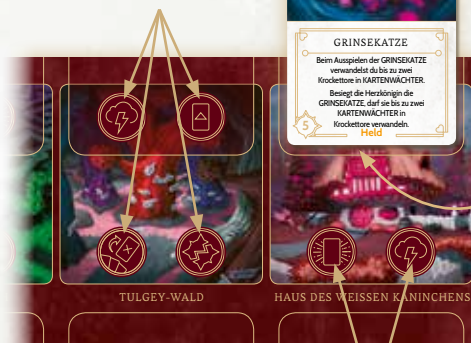 GRINSEKATZE
Beim Ausspielen der GRINSEKATZE
verwandelst du bis zu zwei
Krockettore in KARTENWÄCHTER.
Besiegt die Herzkönigin die
GRINSEKATZE, darf sie bis zu zwei
KARTENWÄCHTER in
Krockettore verwandeln.
5
Held
TULGEY-WALD
HAUS DES WEISSEN KANINCHENS